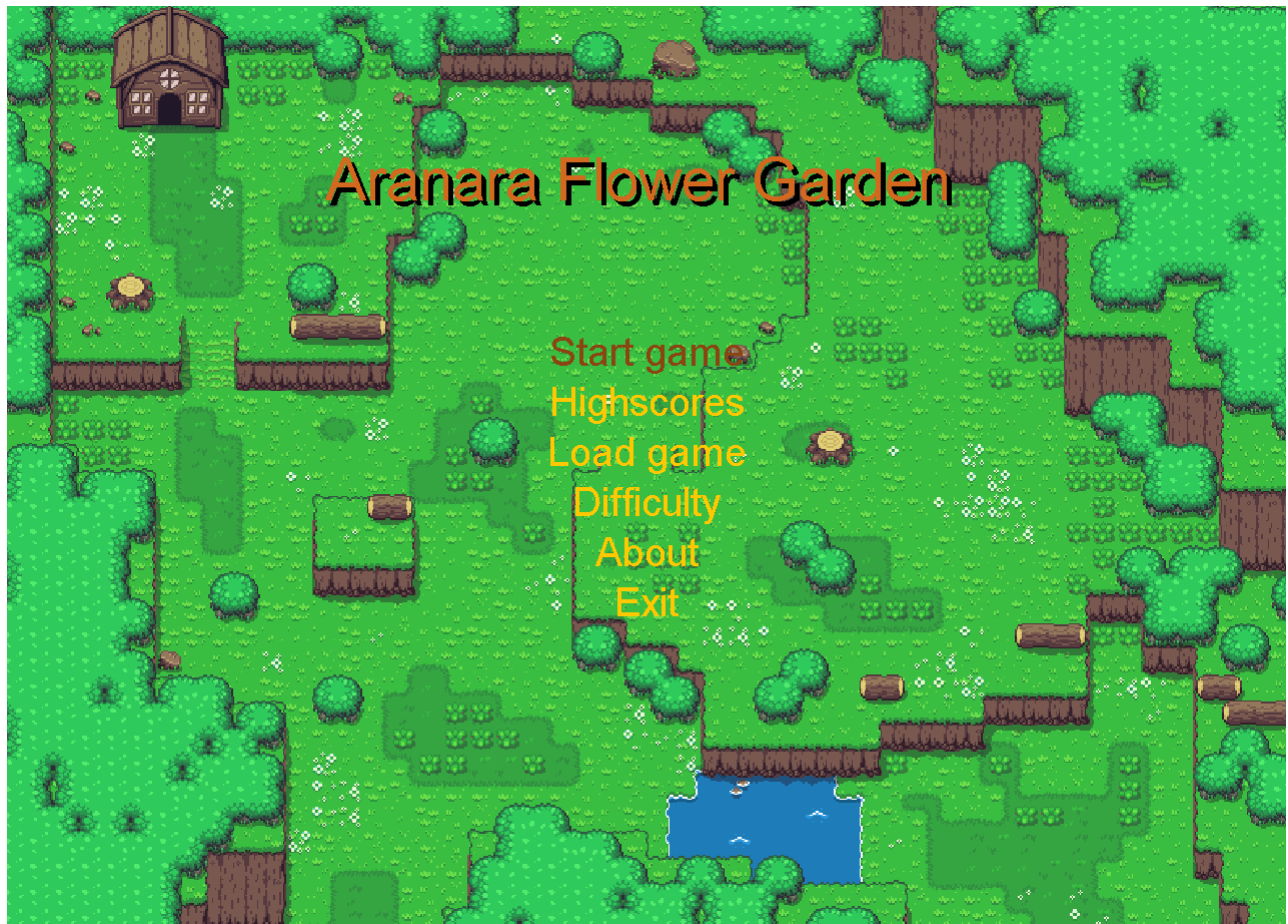 Aranara Flower Garden
Start game
Highscores
Load game
Difficulty
About
Exit